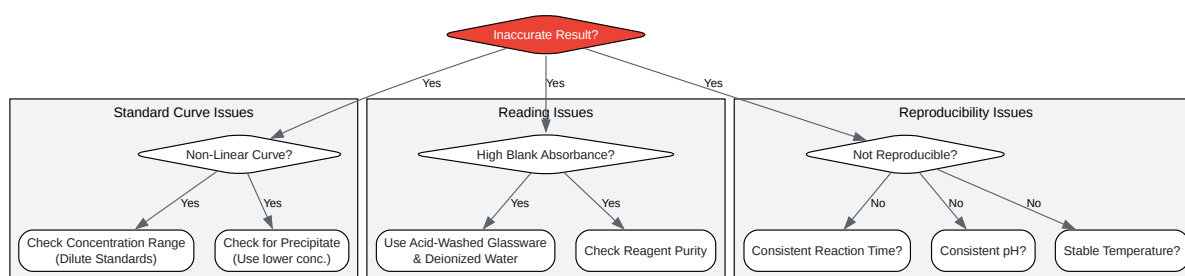 Inaccurate Result?
Yes
Yes
Yes
Standard Curve Issues
Reading Issues
Reproducibility Issues
Non-Linear Curve?
High Blank Absorbance?
Not Reproducible?
Yes
Yes
Yes
Yes
No
No
No
Check Concentration Range
(Dilute Standards)
Check for Precipitate
(Use lower conc.)
Use Acid-Washed Glassware
& Deionized Water
Check Reagent Purity
Consistent Reaction Time?
Consistent pH?
Stable Temperature?